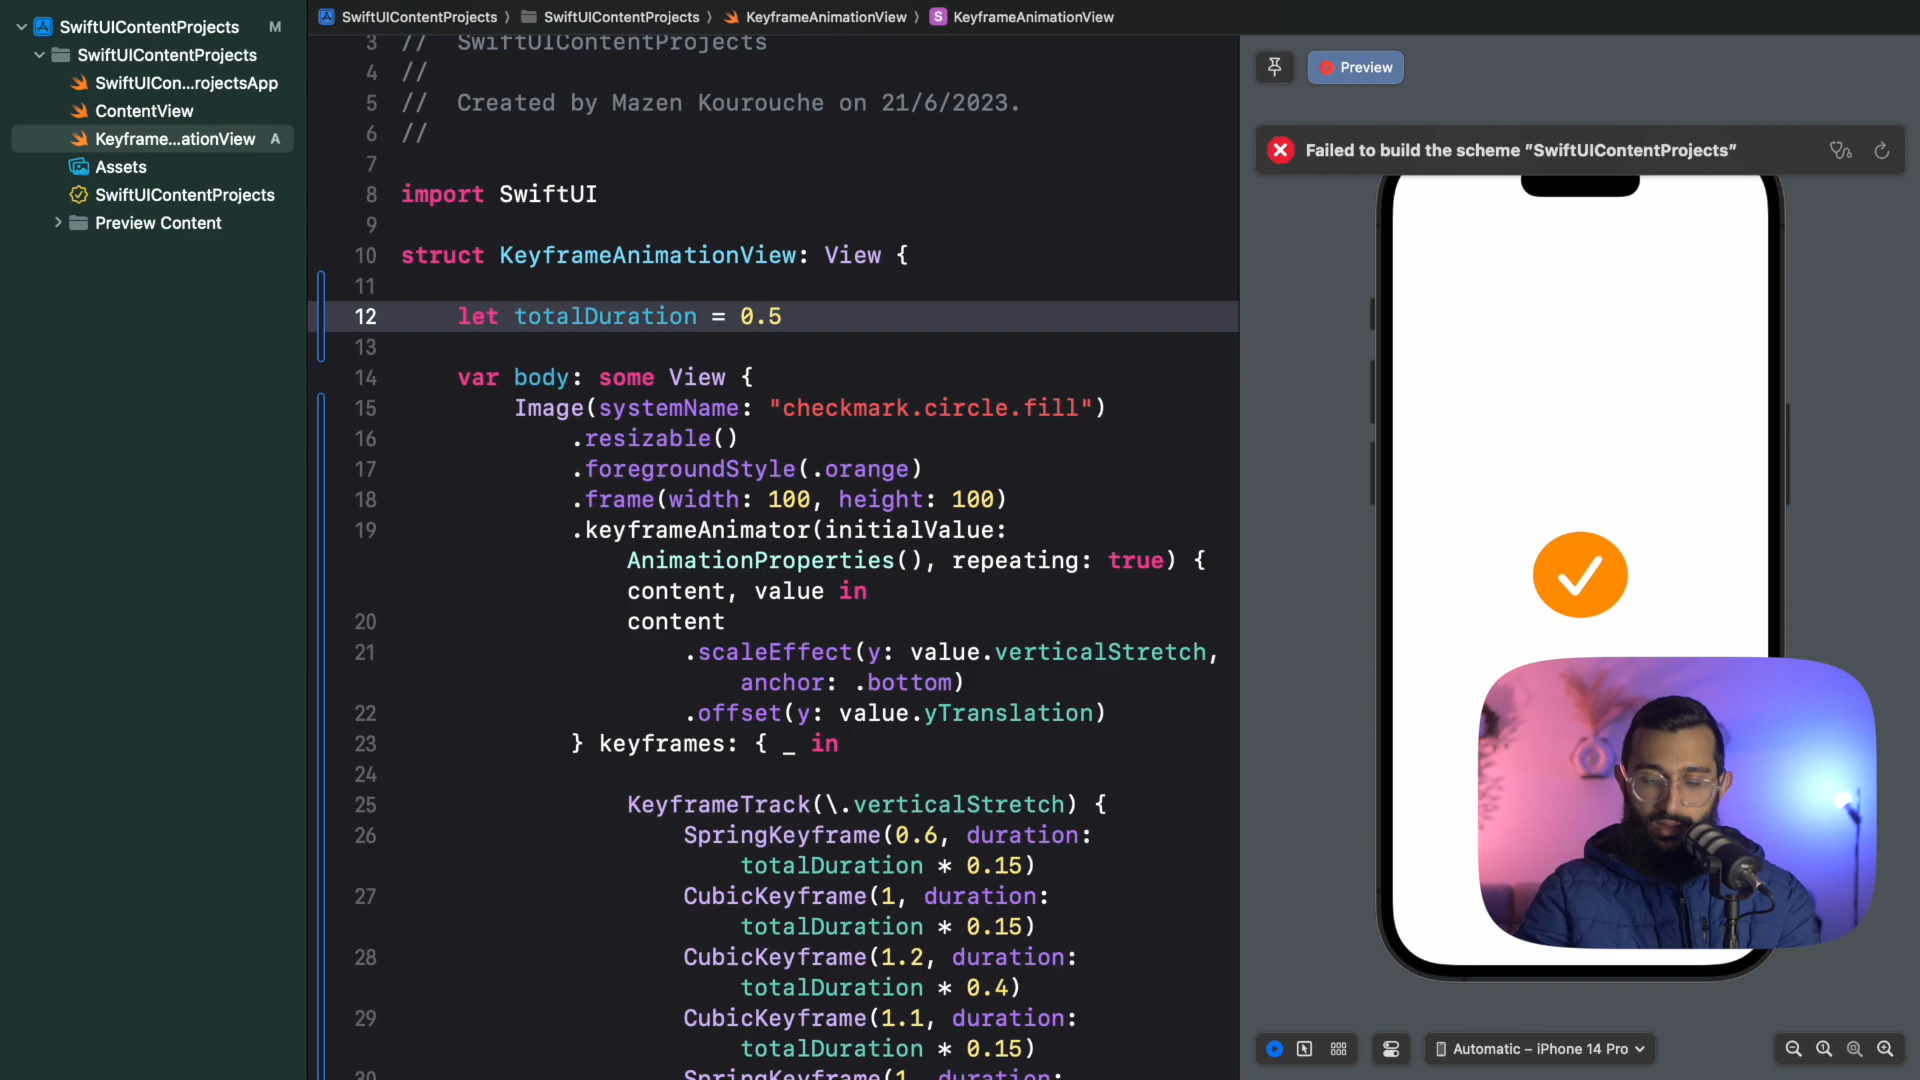 SwiftUIContentProjects M
SwiftUIContentProjects
SwiftUICon...rojectsApp
ContentView
Keyframe...ationView A
Assets
SwiftUIContentProjects
Preview Content
SwiftUIContentProjects ⟩ SwiftUIContentProjects ⟩ KeyframeAnimationView ⟩ S KeyframeAnimationView
3 // SwiftUIContentProjects
4 //
5 // Created by Mazen Kourouche on 21/6/2023.
6 //
7
8 import SwiftUI
9
10 struct KeyframeAnimationView: View {
11
12 let totalDuration = 0.5
13
14 var body: some View {
15 Image(systemName: "checkmark.circle.fill")
16 .resizable()
17 .foregroundStyle(.orange)
18 .frame(width: 100, height: 100)
19 .keyframeAnimator(initialValue:
AnimationProperties(), repeating: true) {
content, value in
20 content
21 .scaleEffect(y: value.verticalStretch,
anchor: .bottom)
22 .offset(y: value.yTranslation)
23 } keyframes: { _ in
24
25 KeyframeTrack(\.verticalStretch) {
26 SpringKeyframe(0.6, duration:
totalDuration * 0.15)
27 CubicKeyframe(1, duration:
totalDuration * 0.15)
28 CubicKeyframe(1.2, duration:
totalDuration * 0.4)
29 CubicKeyframe(1.1, duration:
totalDuration * 0.15)
30 SpringKeyframe(1, duration:
Preview
Failed to build the scheme "SwiftUIContentProjects"
Automatic – iPhone 14 Pro